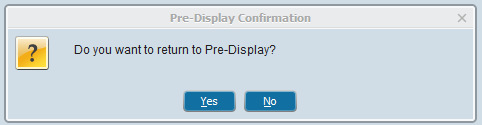 Pre-Display Confirmation
?
Do you want to return to Pre-Display?
Yes No